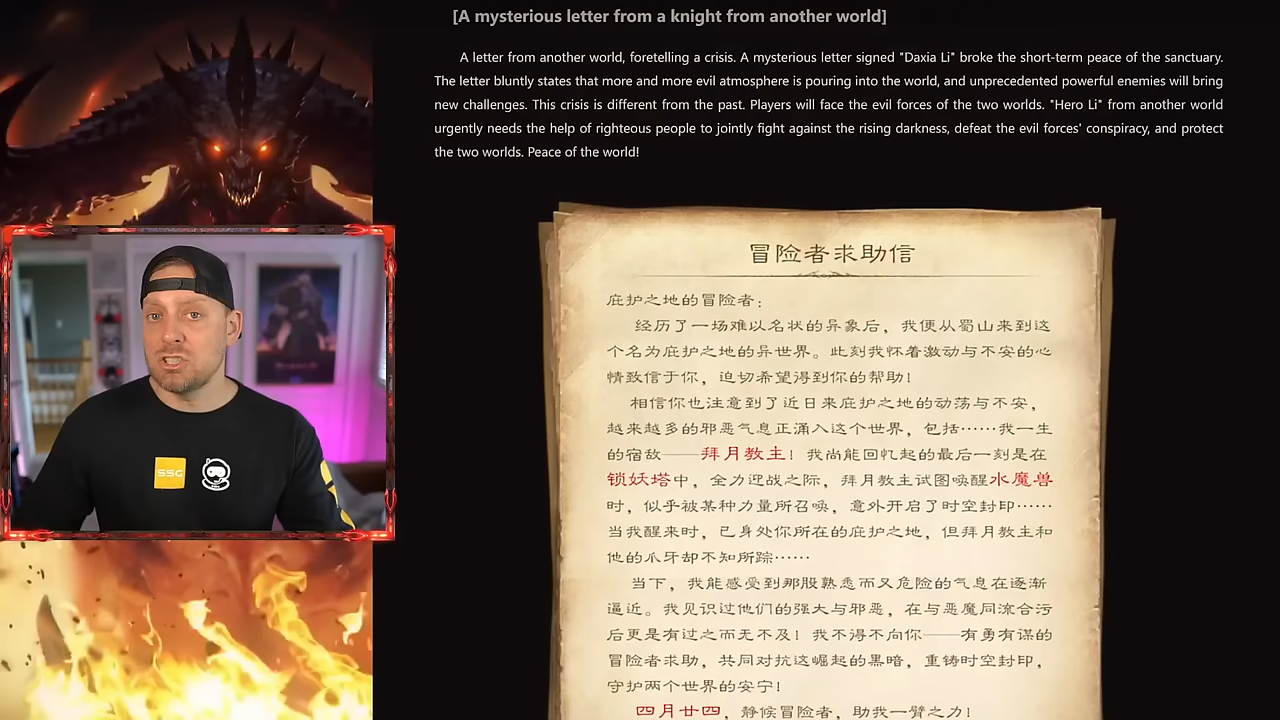 [A mysterious letter from a knight from another world]
A letter from another world, foretelling a crisis. A mysterious letter signed "Daxia Li" broke the short-term peace of the sanctuary.
The letter bluntly states that more and more evil atmosphere is pouring into the world, and unprecedented powerful enemies will bring
new challenges. This crisis is different from the past. Players will face the evil forces of the two worlds. "Hero Li" from another world
urgently needs the help of righteous people to jointly fight against the rising darkness, defeat the evil forces' conspiracy, and protect
the two worlds. Peace of the world!
冒险者求助信
庇护之地的冒险者：
经历了一场难以名状的异象后，我便从蜀山来到这
个名为庇护之地的异世界。此刻我怀着激动与不安的心
情致信于你，迫切希望得到你的帮助！
相信你也注意到了近日来庇护之地的动荡与不安，
越来越多的邪恶气息正涌入这个世界，包括……我一生
的宿敌——拜月教主！我尚能回忆起的最后一刻是在
锁妖塔中，全力迎战之际，拜月教主试图唤醒水魔兽
时，似乎被某种力量所召唤，意外开启了时空封印……
当我醒来时，已身处你所在的庇护之地，但拜月教主和
他的爪牙却不知所踪……
当下，我能感受到那股熟悉而又危险的气息在逐渐
逼近。我见识过他们的强大与邪恶，在与恶魔同流合污
后更是有过之而无不及！我不得不向你——有勇有谋的
冒险者求助，共同对抗这崛起的黑暗，重铸时空封印，
守护两个世界的安宁！
四月廿四，静候冒险者，助我一臂之力！
SSG